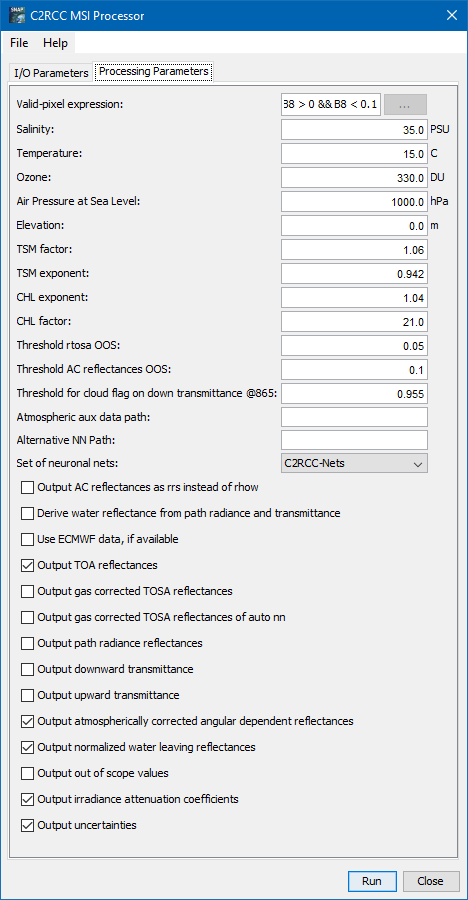 SNAP
C2RCC MSI Processor
File Help
I/O Parameters Processing Parameters
Valid-pixel expression: B8 > 0 && B8 < 0.1 ...
Salinity: 35.0 PSU
Temperature: 15.0 C
Ozone: 330.0 DU
Air Pressure at Sea Level: 1000.0 hPa
Elevation: 0.0 m
TSM factor: 1.06
TSM exponent: 0.942
CHL exponent: 1.04
CHL factor: 21.0
Threshold rtosa OOS: 0.05
Threshold AC reflectances OOS: 0.1
Threshold for cloud flag on down transmittance @865: 0.955
Atmospheric aux data path:
Alternative NN Path:
Set of neuronal nets: C2RCC-Nets
Output AC reflectances as rrs instead of rhow
Derive water reflectance from path radiance and transmittance
Use ECMWF data, if available
Output TOA reflectances
Output gas corrected TOSA reflectances
Output gas corrected TOSA reflectances of auto nn
Output path radiance reflectances
Output downward transmittance
Output upward transmittance
Output atmospherically corrected angular dependent reflectances
Output normalized water leaving reflectances
Output out of scope values
Output irradiance attenuation coefficients
Output uncertainties
Run Close